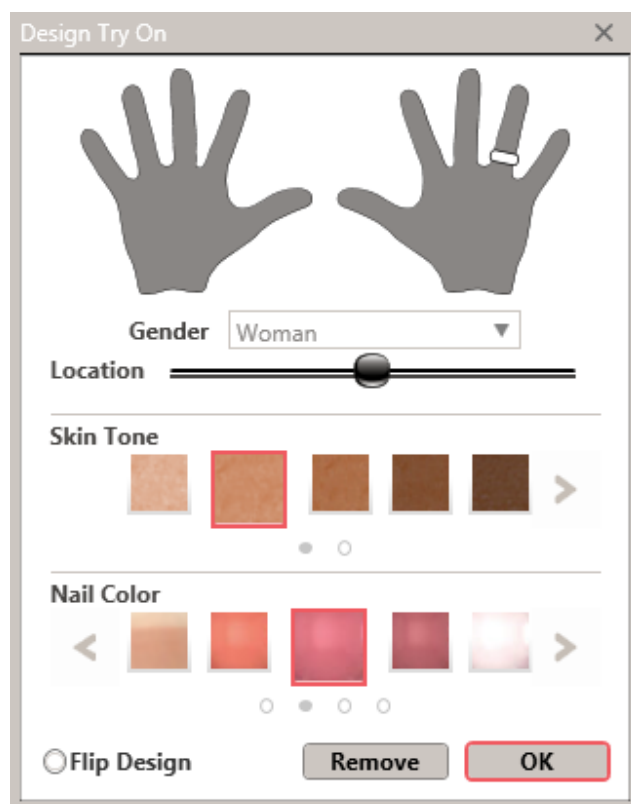 Design Try On
Gender Woman
Location
Skin Tone
Nail Color
Flip Design Remove OK